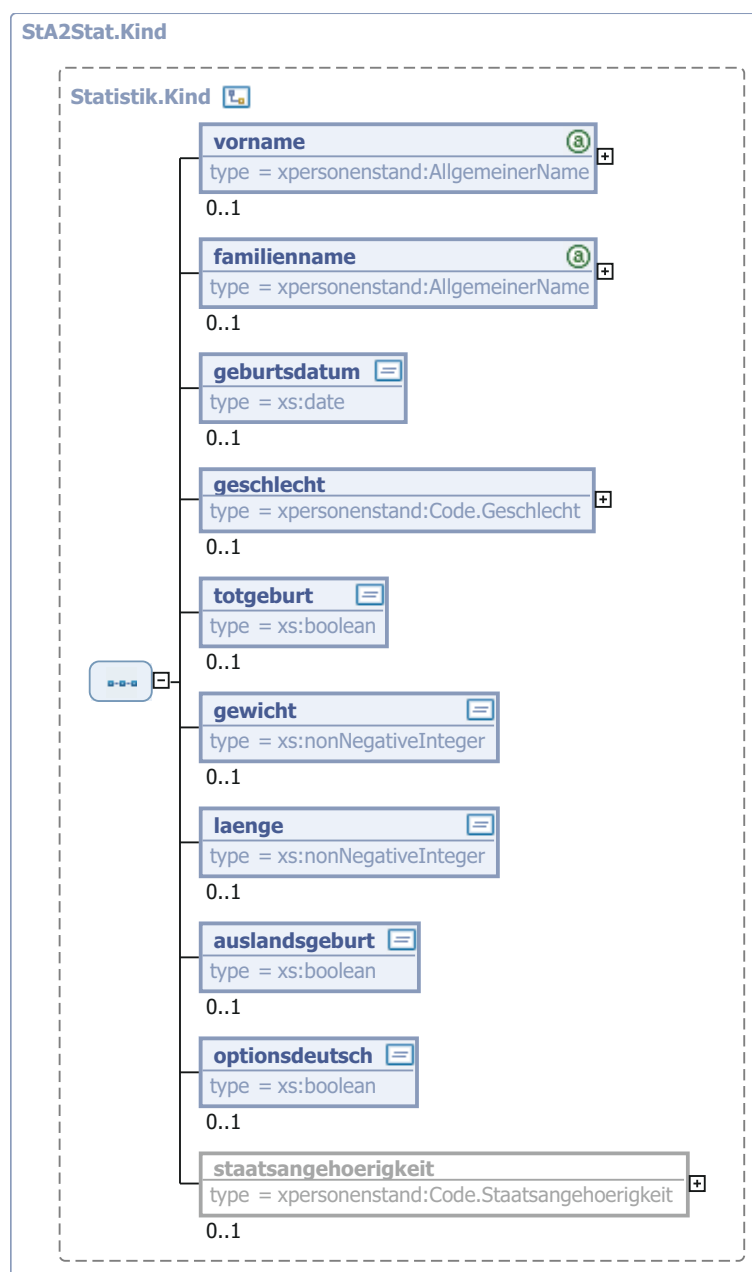 StA2Stat.Kind
Statistik.Kind
vorname
type = xpersonenstand:AllgemeinerName
0..1
familienname
type = xpersonenstand:AllgemeinerName
0..1
geburtsdatum
type = xs:date
0..1
geschlecht
type = xpersonenstand:Code.Geschlecht
0..1
totgeburt
type = xs:boolean
0..1
gewicht
type = xs:nonNegativeInteger
0..1
laenge
type = xs:nonNegativeInteger
0..1
auslandsgeburt
type = xs:boolean
0..1
optionsdeutsch
type = xs:boolean
0..1
staatsangehoerigkeit
type = xpersonenstand:Code.Staatsangehoerigkeit
0..1